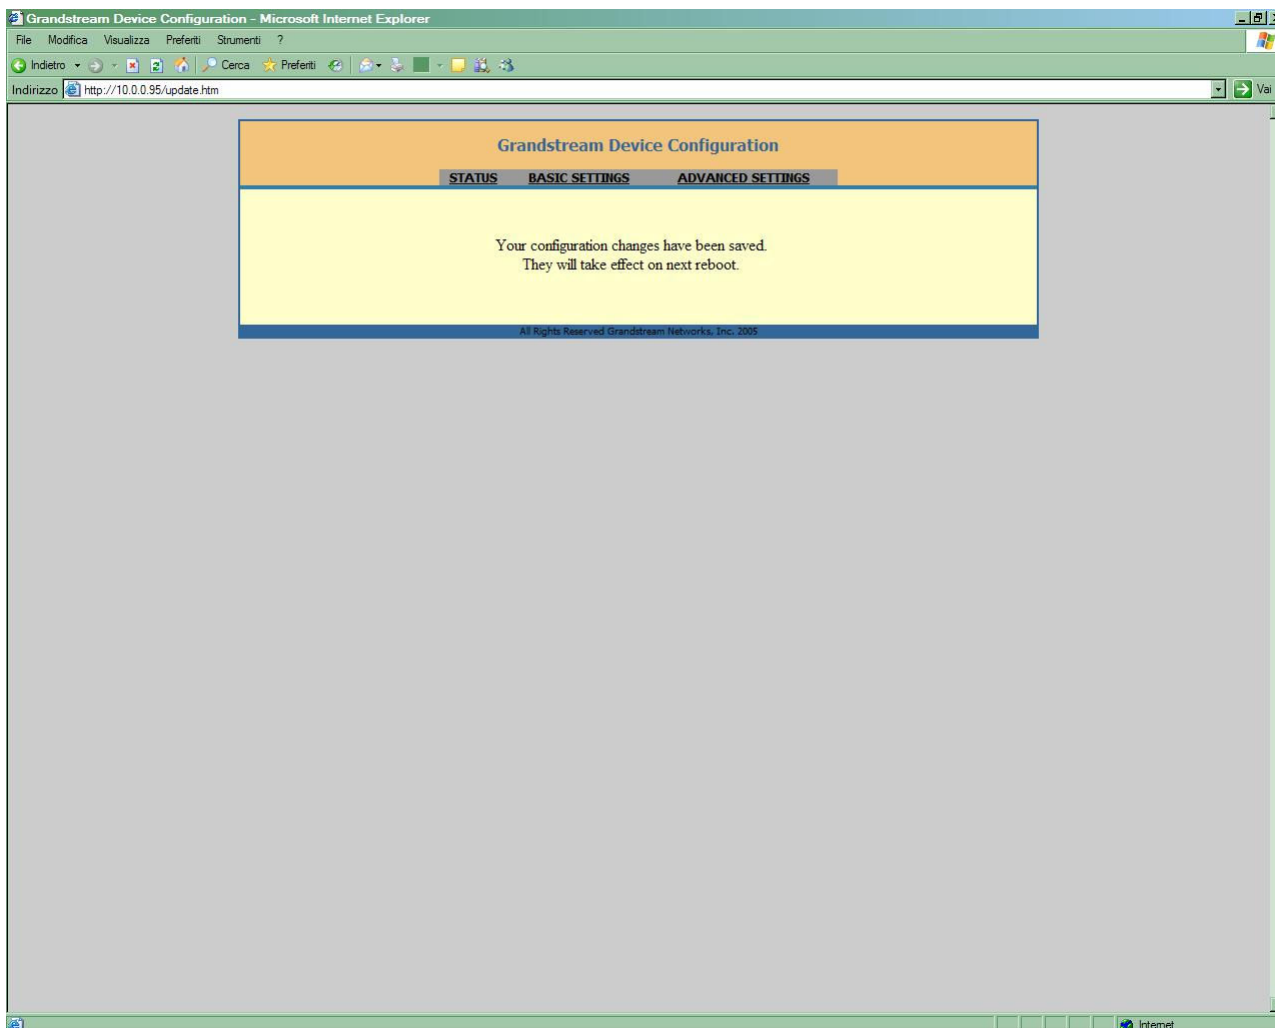 Grandstream Device Configuration - Microsoft Internet Explorer
File Modifica Visualizza Preferiti Strumenti ?
Indietro Cerca Preferiti
Indirizzo http://10.0.0.95/update.htm Vai
Grandstream Device Configuration
STATUS BASIC SETTINGS ADVANCED SETTINGS
Your configuration changes have been saved.
They will take effect on next reboot.
All Rights Reserved Grandstream Networks, Inc. 2005
Internet